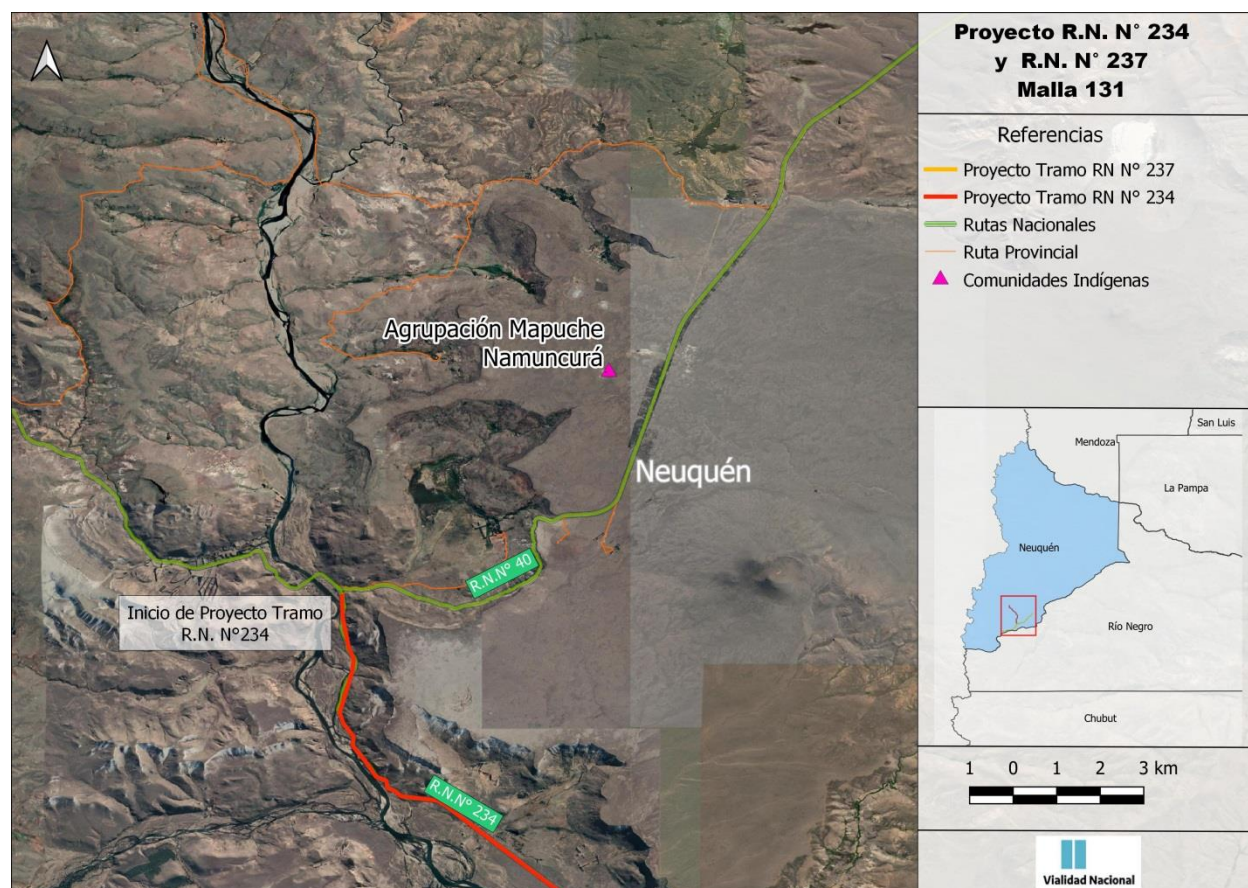 Proyecto R.N. N° 234
y R.N. N° 237
Malla 131
Referencias
Proyecto Tramo RN N° 237
Proyecto Tramo RN N° 234
Rutas Nacionales
Ruta Provincial
Comunidades Indígenas
Agrupación Mapuche
Namuncurá
Neuquén
R.N.N° 40
Inicio de Proyecto Tramo
R.N. N°234
R.N.N° 234
San Luis
Mendoza
La Pampa
Neuquén
Río Negro
Chubut
1 0 1 2 3 km
Vialidad Nacional